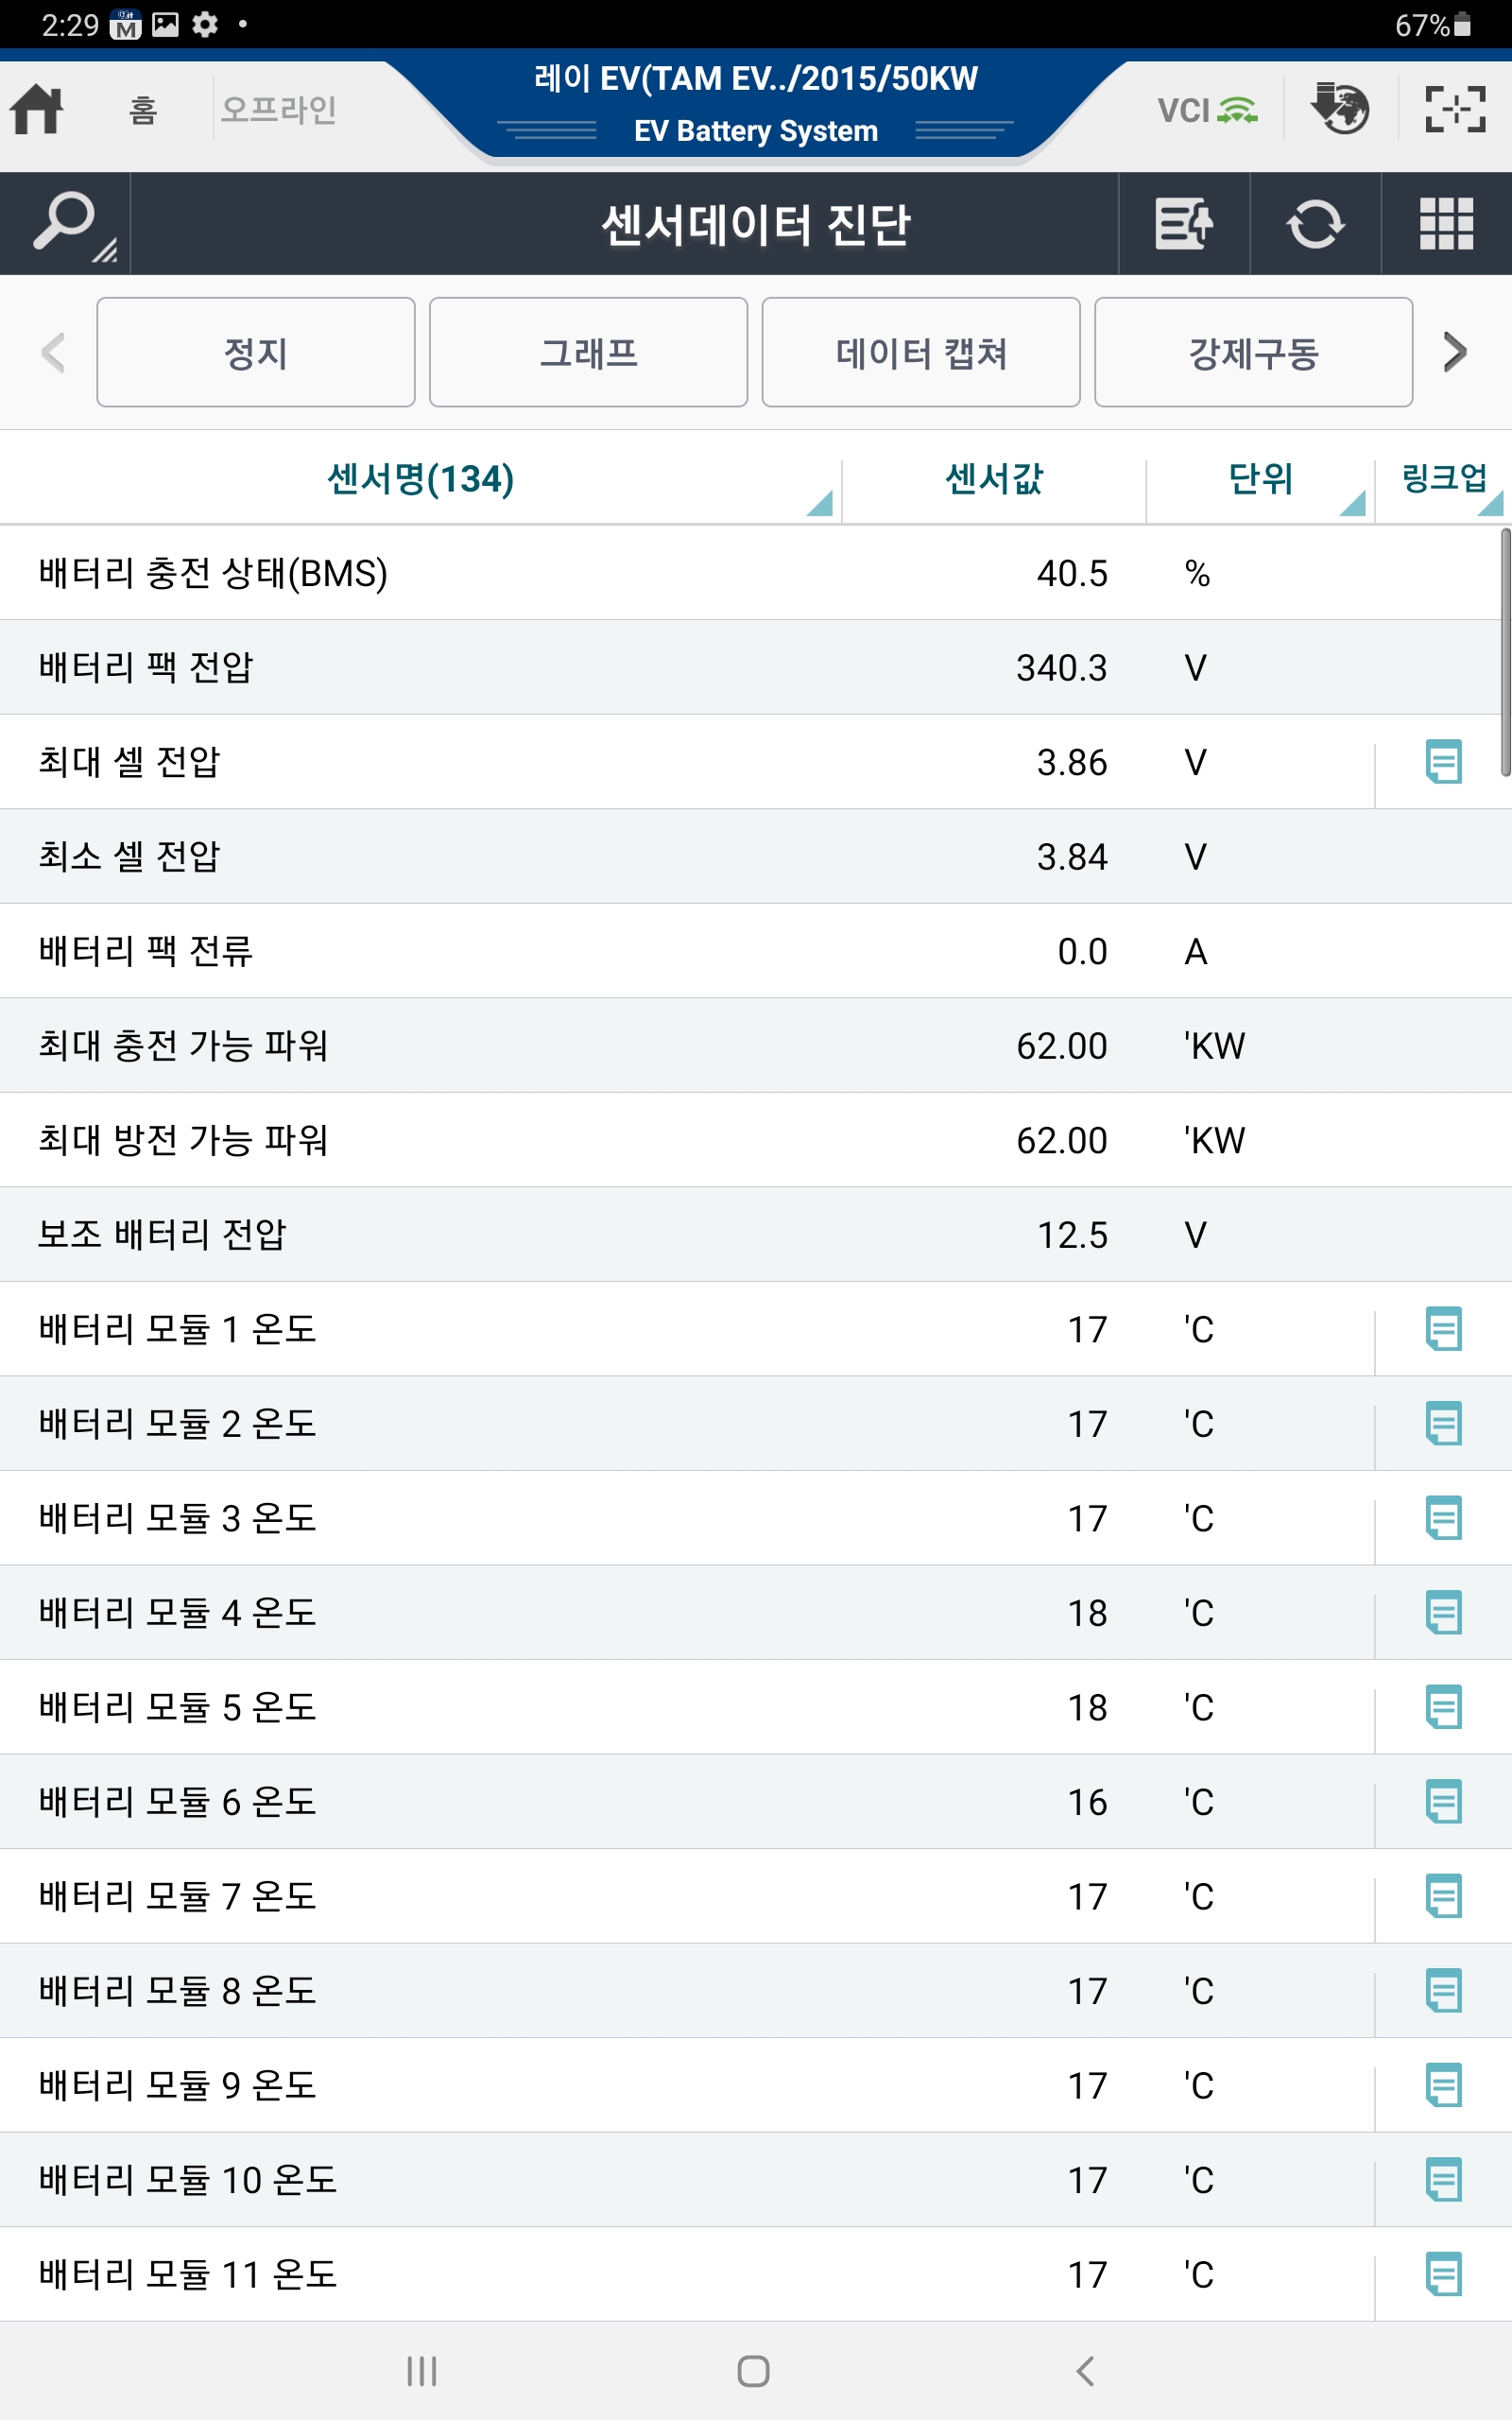 2:29 67%
홈 오프라인 레이 EV(TAM EV../2015/50KW VCI
EV Battery System
센서데이터 진단
정지 그래프 데이터 캡쳐 강제구동
센서명(134) 센서값 단위 링크업
배터리 충전 상태(BMS) 40.5 %
배터리 팩 전압 340.3 V
최대 셀 전압 3.86 V
최소 셀 전압 3.84 V
배터리 팩 전류 0.0 A
최대 충전 가능 파워 62.00 'KW
최대 방전 가능 파워 62.00 'KW
보조 배터리 전압 12.5 V
배터리 모듈 1 온도 17 'C
배터리 모듈 2 온도 17 'C
배터리 모듈 3 온도 17 'C
배터리 모듈 4 온도 18 'C
배터리 모듈 5 온도 18 'C
배터리 모듈 6 온도 16 'C
배터리 모듈 7 온도 17 'C
배터리 모듈 8 온도 17 'C
배터리 모듈 9 온도 17 'C
배터리 모듈 10 온도 17 'C
배터리 모듈 11 온도 17 'C